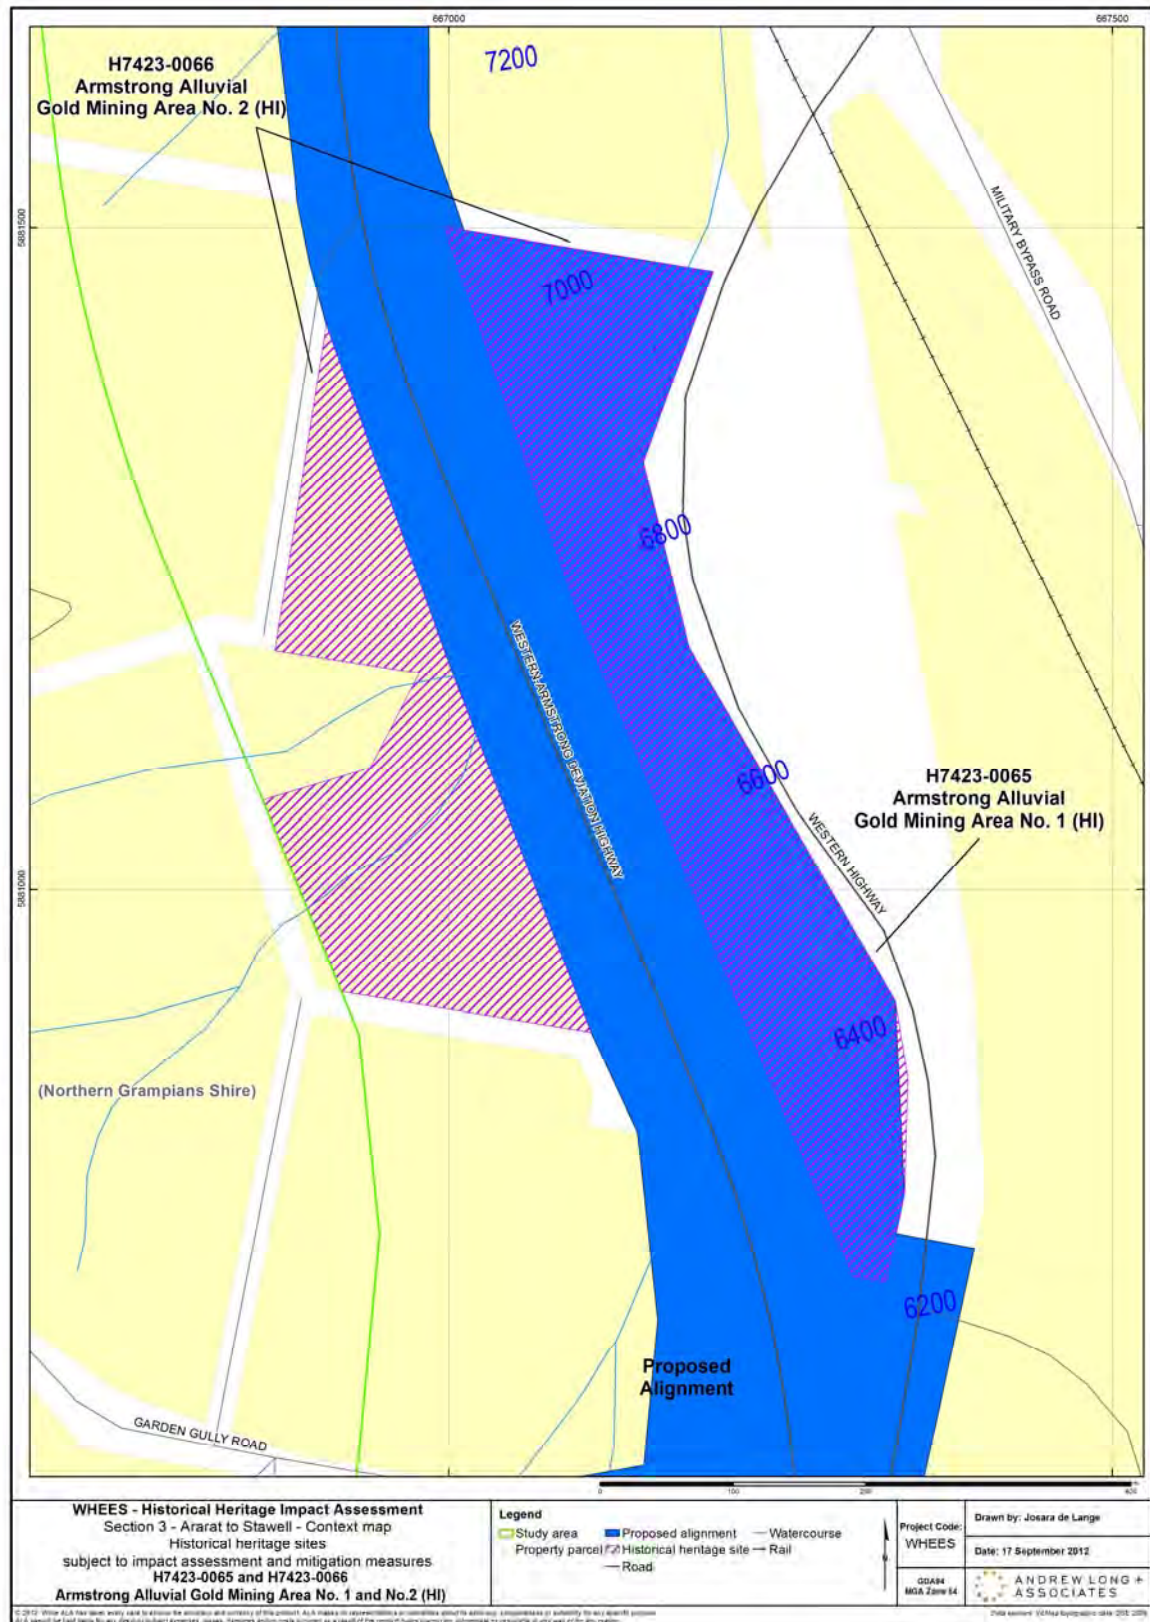 667000
667500
H7423-0066
Armstrong Alluvial
Gold Mining Area No. 2 (HI)
7200
MILITARY BYPASS ROAD
5881500
7000
6800
WESTERN ARMSTRONG DEVIATION HIGHWAY
6600
H7423-0065
Armstrong Alluvial
Gold Mining Area No. 1 (HI)
WESTERN HIGHWAY
5881000
6400
(Northern Grampians Shire)
6200
Proposed
Alignment
GARDEN GULLY ROAD
0 100 200 400
WHEES - Historical Heritage Impact Assessment
Section 3 - Ararat to Stawell - Context map
Historical heritage sites
subject to impact assessment and mitigation measures
H7423-0065 and H7423-0066
Armstrong Alluvial Gold Mining Area No. 1 and No.2 (HI)
Legend
Study area Proposed alignment Watercourse
Property parcel Historical heritage site Rail
Road
N
Project Code:
WHEES
GDA94
MGA Zone 54
Drawn by: Josara de Lange
Date: 17 September 2012
ANDREW LONG +
ASSOCIATES